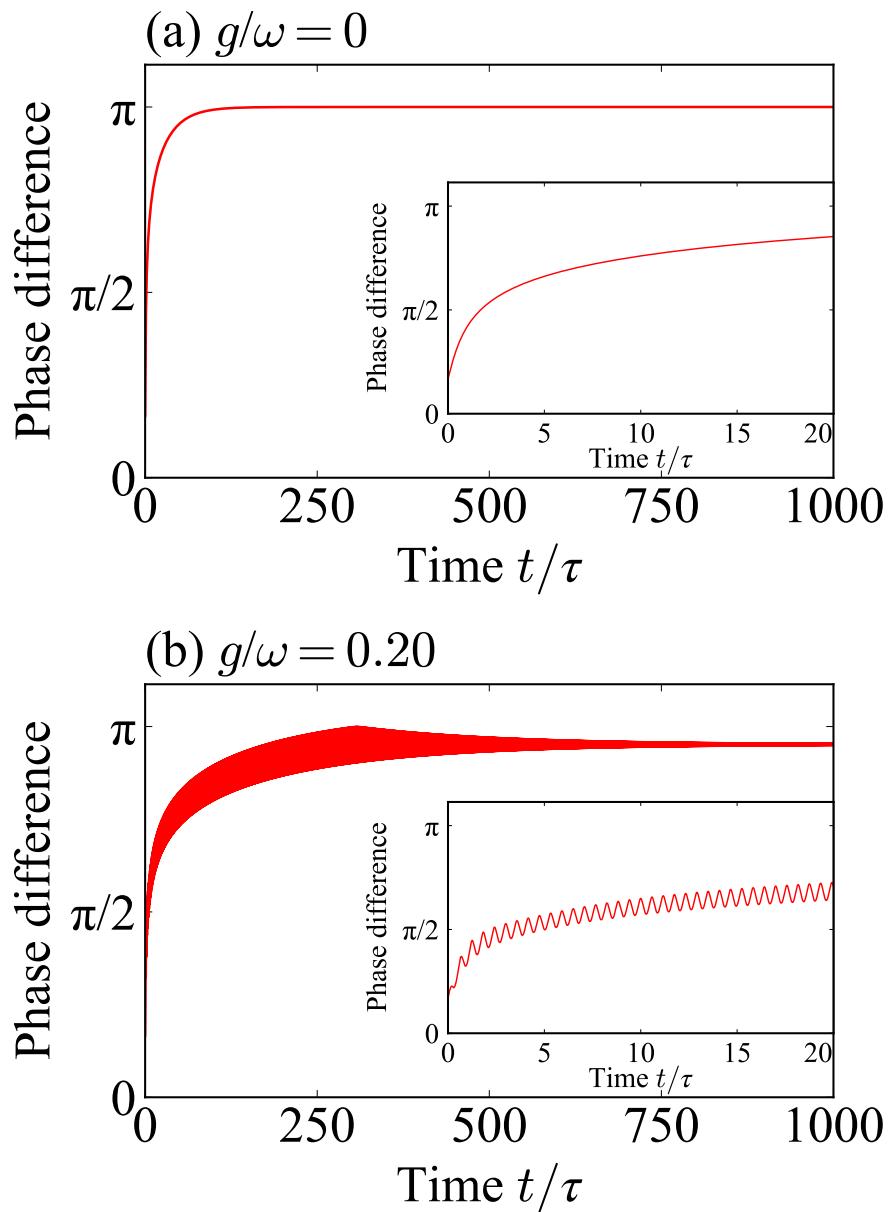 (a) g/ω = 0
Phase difference
π
π/2
0
0 250 500 750 1000
Time t/τ
Phase difference
π
π/2
0
0 5 10 15 20
Time t/τ
(b) g/ω = 0.20
Phase difference
π
π/2
0
0 250 500 750 1000
Time t/τ
Phase difference
π
π/2
0
0 5 10 15 20
Time t/τ